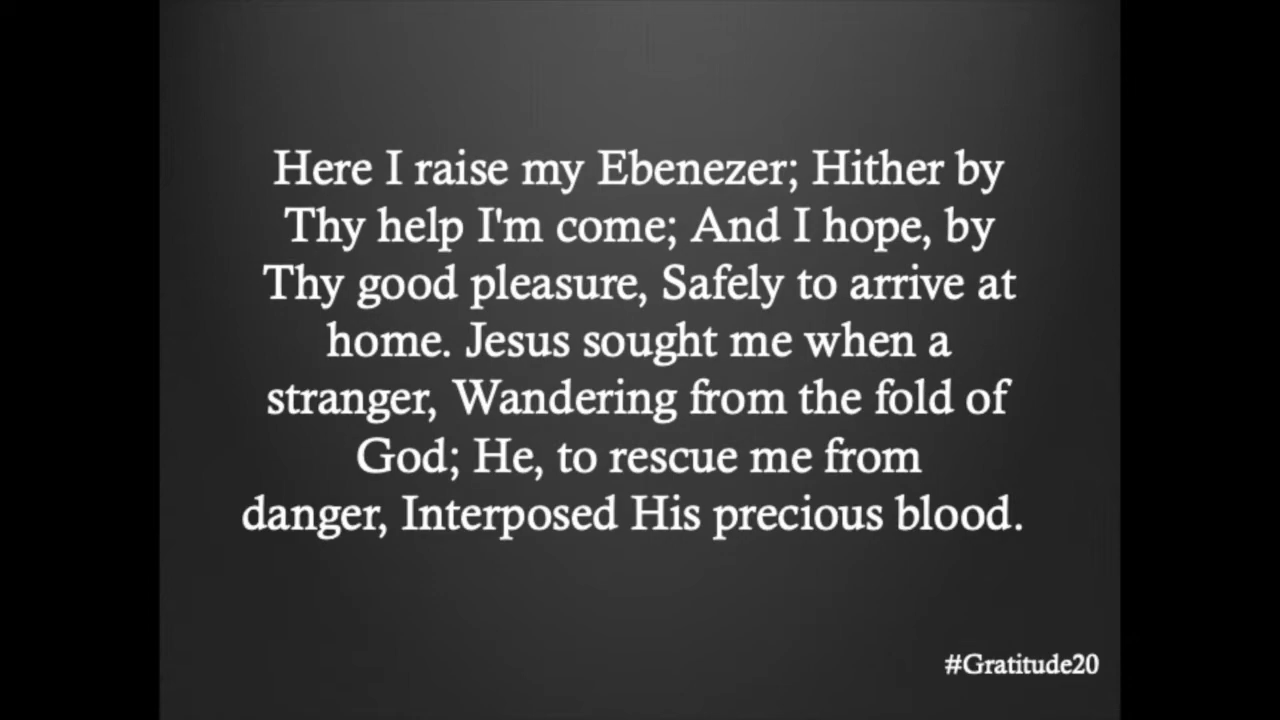 Here I raise my Ebenezer; Hither by
Thy help I'm come; And I hope, by
Thy good pleasure, Safely to arrive at
home. Jesus sought me when a
stranger, Wandering from the fold of
God; He, to rescue me from
danger, Interposed His precious blood.
#Gratitude20